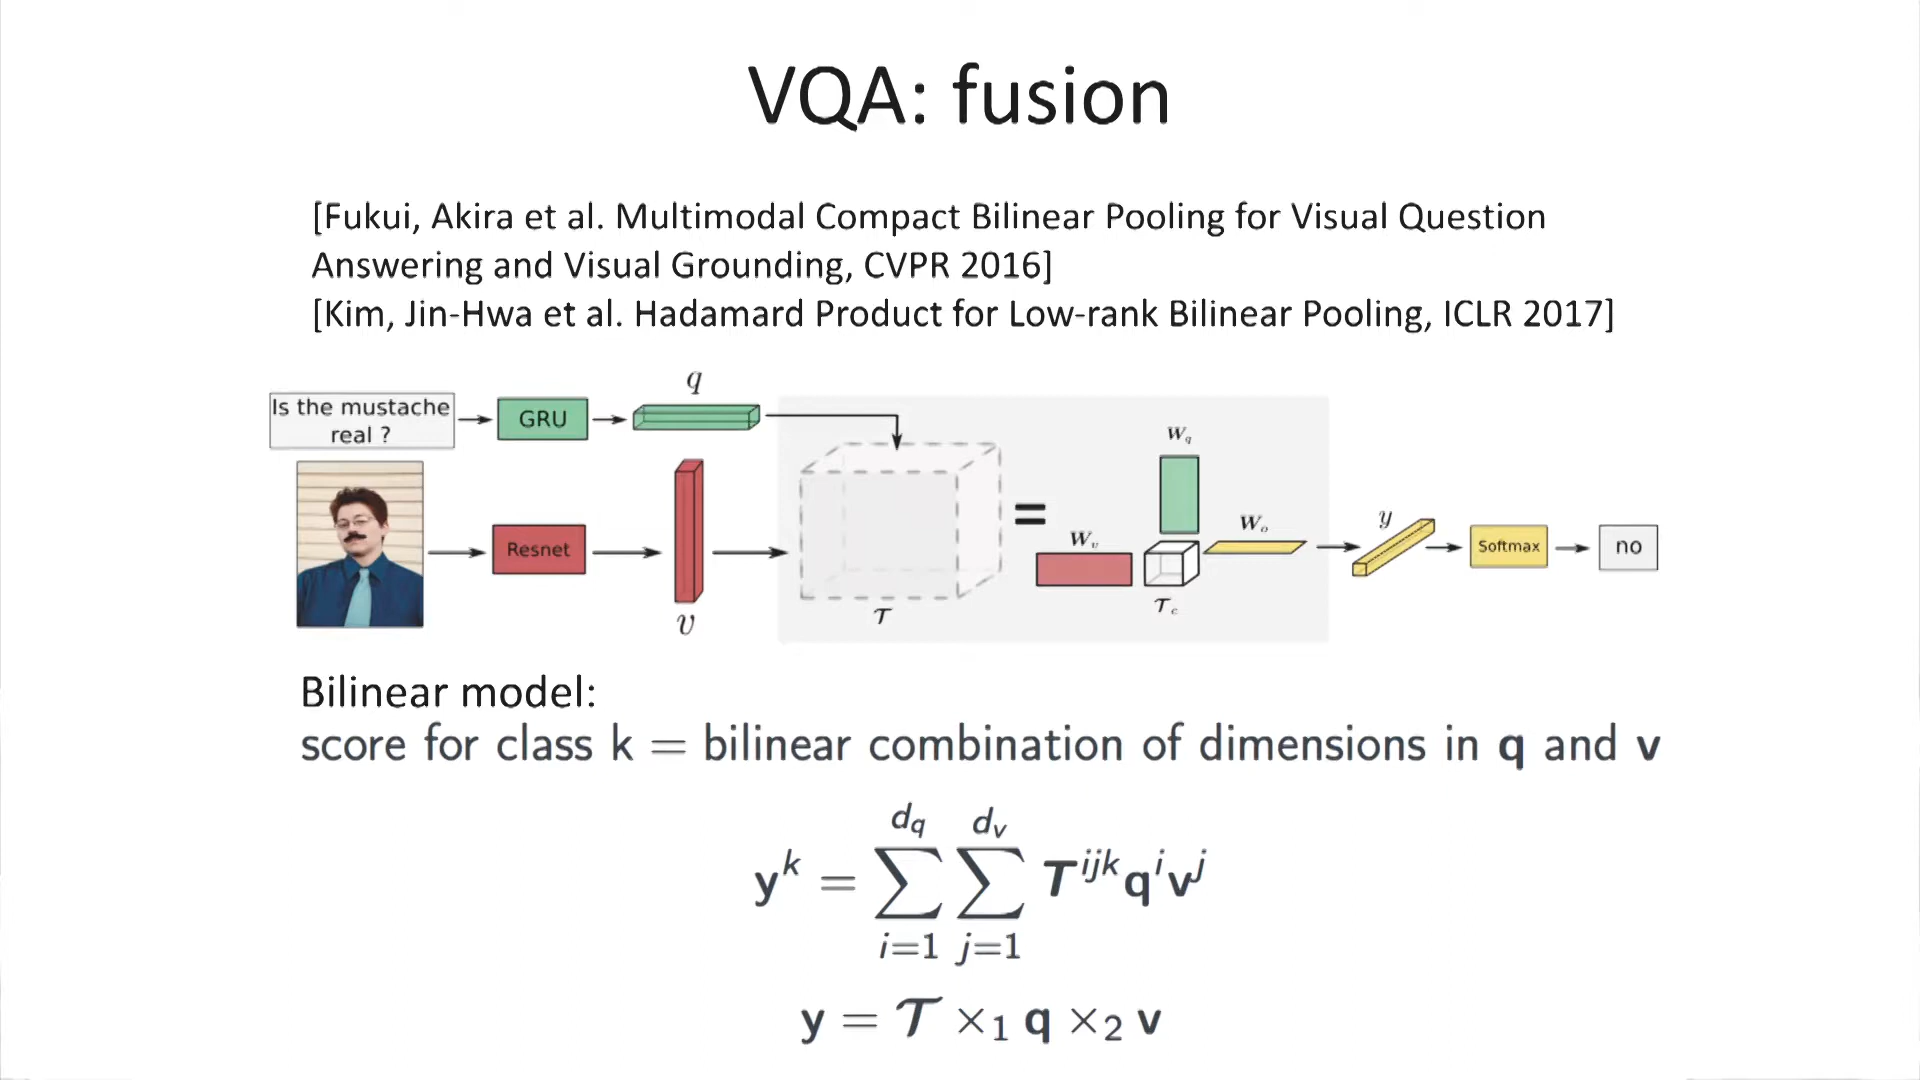 VQA: fusion
[Fukui, Akira et al. Multimodal Compact Bilinear Pooling for Visual Question
Answering and Visual Grounding, CVPR 2016]
[Kim, Jin-Hwa et al. Hadamard Product for Low-rank Bilinear Pooling, ICLR 2017]
Is the mustache
real ?
GRU
q
Resnet
v
𝒯
=
W_q
W_v
𝒯_c
W_o
y
Softmax
no
Bilinear model:
score for class k = bilinear combination of dimensions in q and v
y^k = ∑_{i=1}^{d_q} ∑_{j=1}^{d_v} T^{ijk} q^i v^j
y = 𝒯 ×₁ q ×₂ v